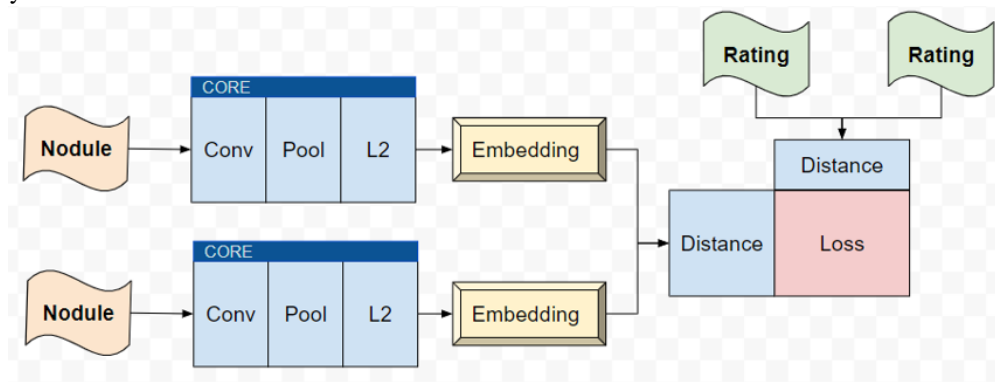 Rating Rating
CORE
Nodule Conv Pool L2 Embedding
Distance
Distance Loss
CORE
Nodule Conv Pool L2 Embedding